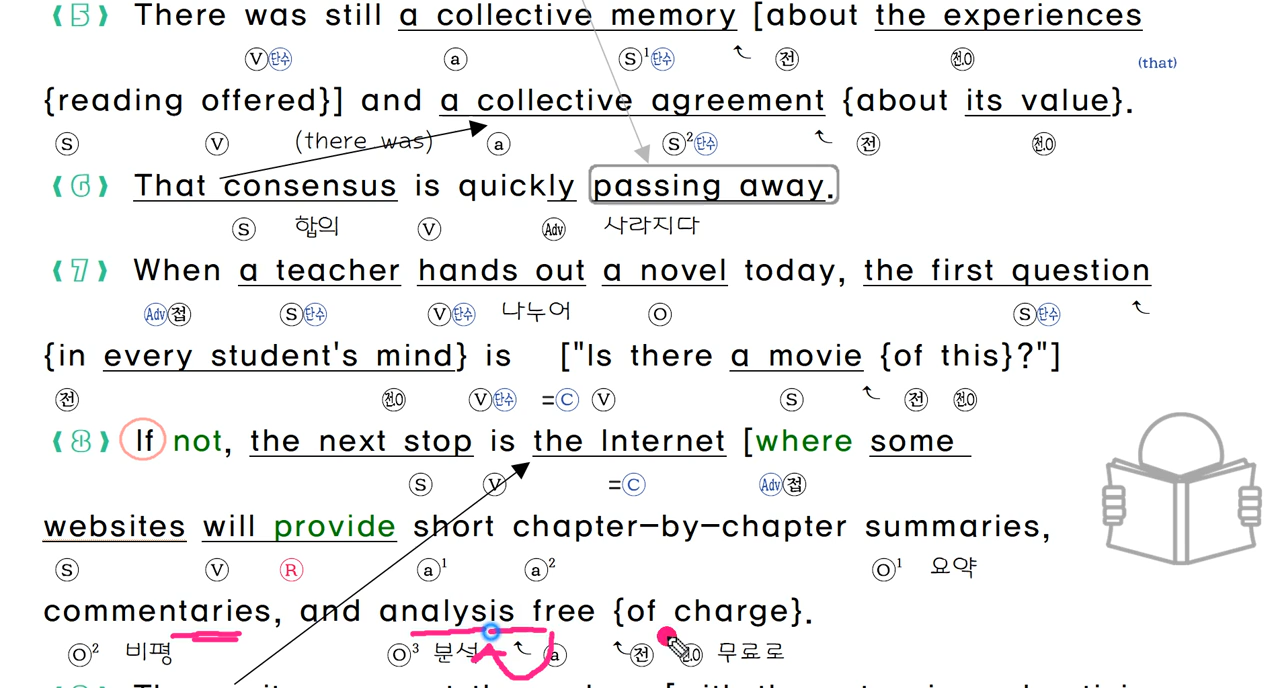 《5》 There was still a collective memory [about the experiences
Ⓥ단수 ⓐ Ⓢ¹단수 전 전.O (that)
{reading offered}] and a collective agreement {about its value}.
Ⓢ Ⓥ (there was) ⓐ Ⓢ²단수 전 전.O
《6》 That consensus is quickly passing away.
Ⓢ 합의 Ⓥ Adv 사라지다
《7》 When a teacher hands out a novel today, the first question
Adv접 Ⓢ단수 Ⓥ단수 나누어 Ⓞ Ⓢ단수
{in every student's mind} is ["Is there a movie {of this}?"]
전 전.O Ⓥ단수 =Ⓒ Ⓥ Ⓢ 전 전.O
《8》 If not, the next stop is the Internet [where some
Ⓢ Ⓥ =Ⓒ Adv접
websites will provide short chapter-by-chapter summaries,
Ⓢ Ⓥ Ⓡ ⓐ¹ ⓐ² Ⓞ¹ 요약
commentaries, and analysis free {of charge}.
Ⓞ² 비평 Ⓞ³ 분석 ⓐ 전 전.O 무료로